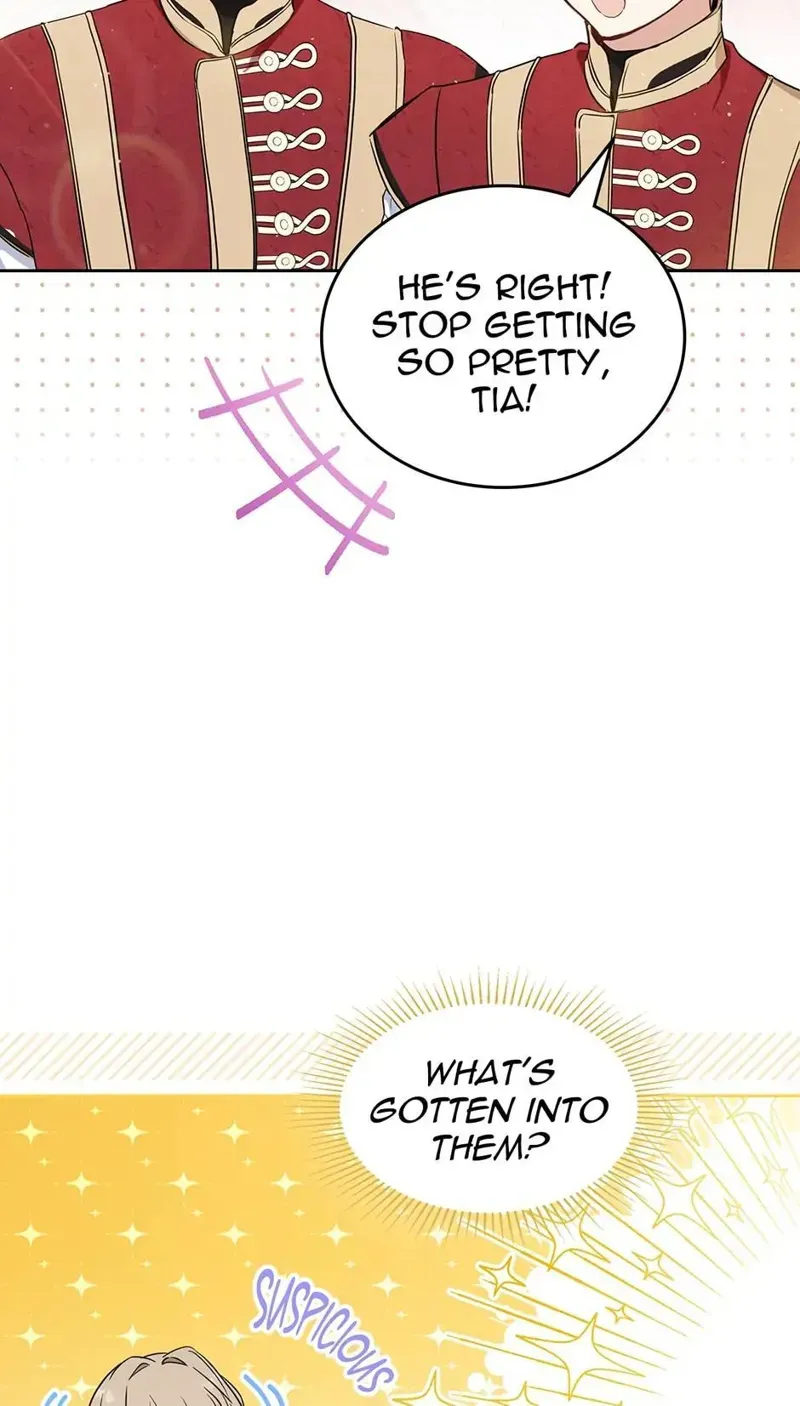 HE'S RIGHT!
STOP GETTING
SO PRETTY,
TIA!
WHAT'S
GOTTEN INTO
THEM?
SUSPICIOUS